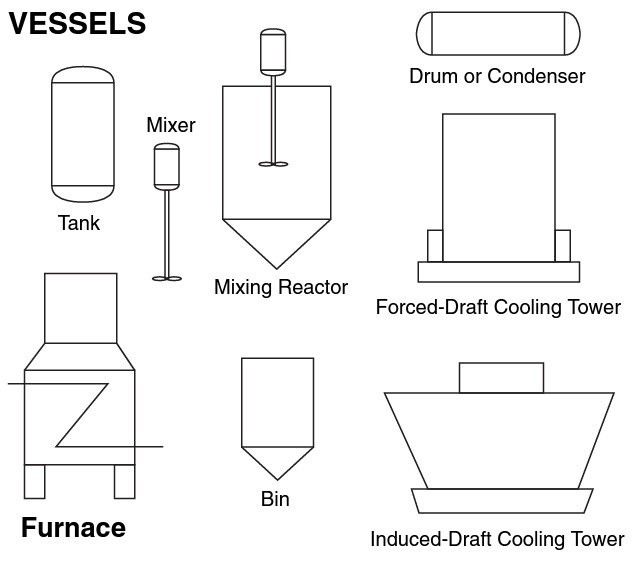 VESSELS
Drum or Condenser
Mixer
Tank
Mixing Reactor
Forced-Draft Cooling Tower
Bin
Furnace
Induced-Draft Cooling Tower